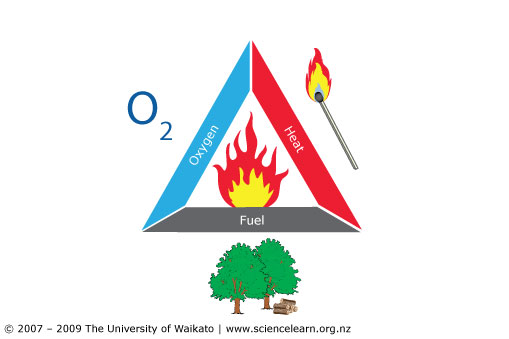 O2
Oxygen
Heat
Fuel
© 2007 – 2009 The University of Waikato | www.sciencelearn.org.nz